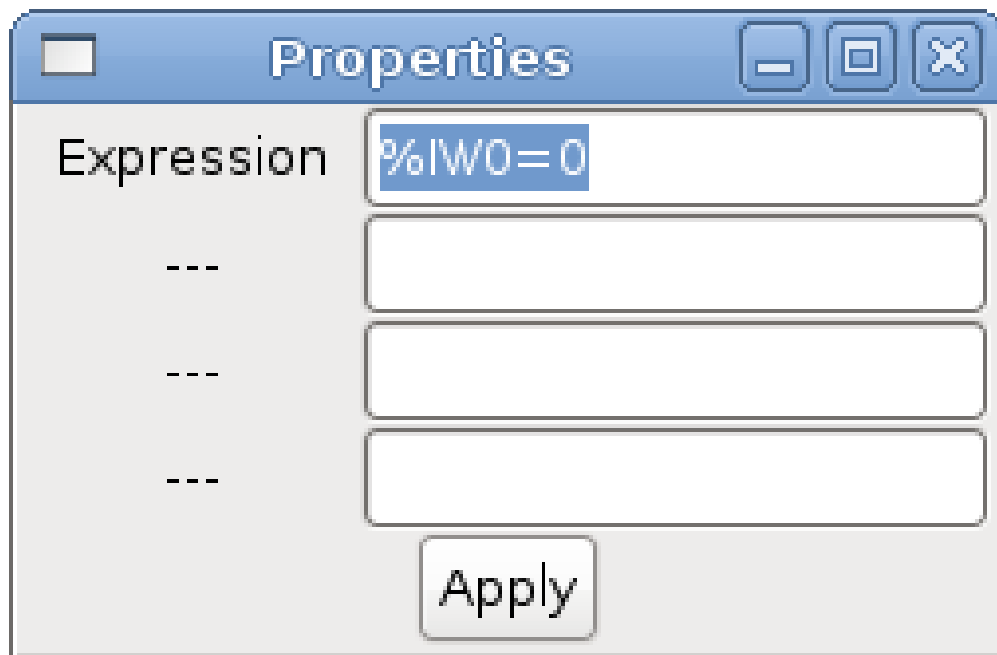 Properties
Expression %IW0=0
---
---
---
Apply